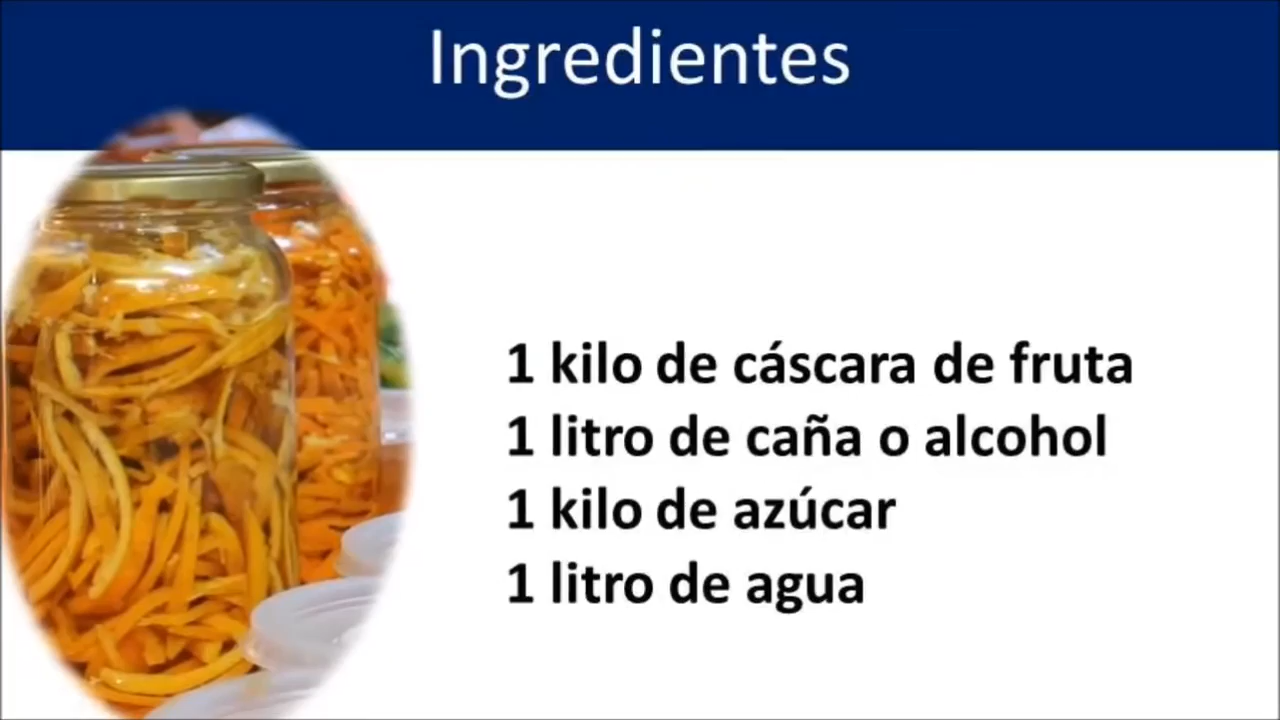 Ingredientes
1 kilo de cáscara de fruta
1 litro de caña o alcohol
1 kilo de azúcar
1 litro de agua